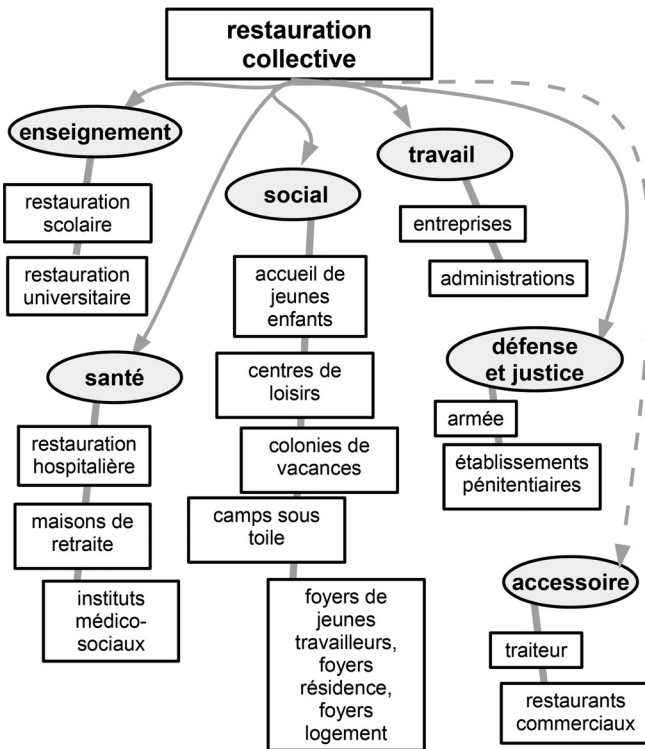 restauration
collective
enseignement
restauration
scolaire
restauration
universitaire
santé
restauration
hospitalière
maisons de
retraite
instituts
médico-
sociaux
social
accueil de
jeunes
enfants
centres de
loisirs
colonies de
vacances
camps sous
toile
foyers de
jeunes
travailleurs,
foyers
résidence,
foyers
logement
travail
entreprises
administrations
défense
et justice
armée
établissements
pénitentiaires
accessoire
traiteur
restaurants
commerciaux